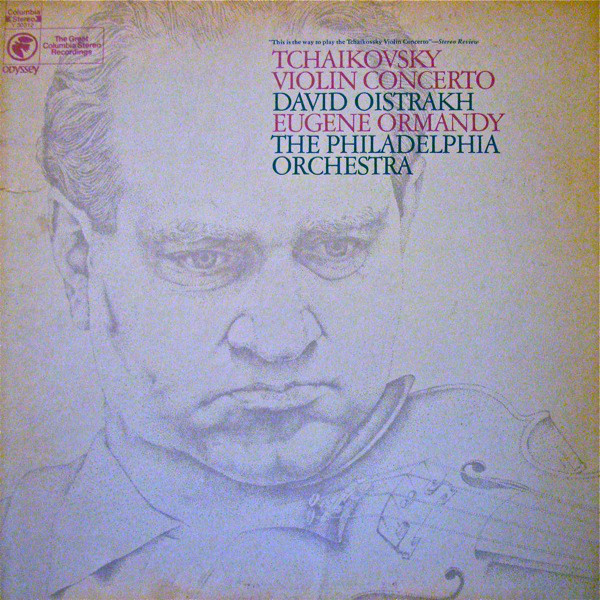 Columbia
Stereo
Y 30312
The Great
Columbia Stereo
Recordings
ODYSSEY
"This is the way to play the Tchaikovsky Violin Concerto"—Stereo Review
TCHAIKOVSKY
VIOLIN CONCERTO
DAVID OISTRAKH
EUGENE ORMANDY
THE PHILADELPHIA
ORCHESTRA